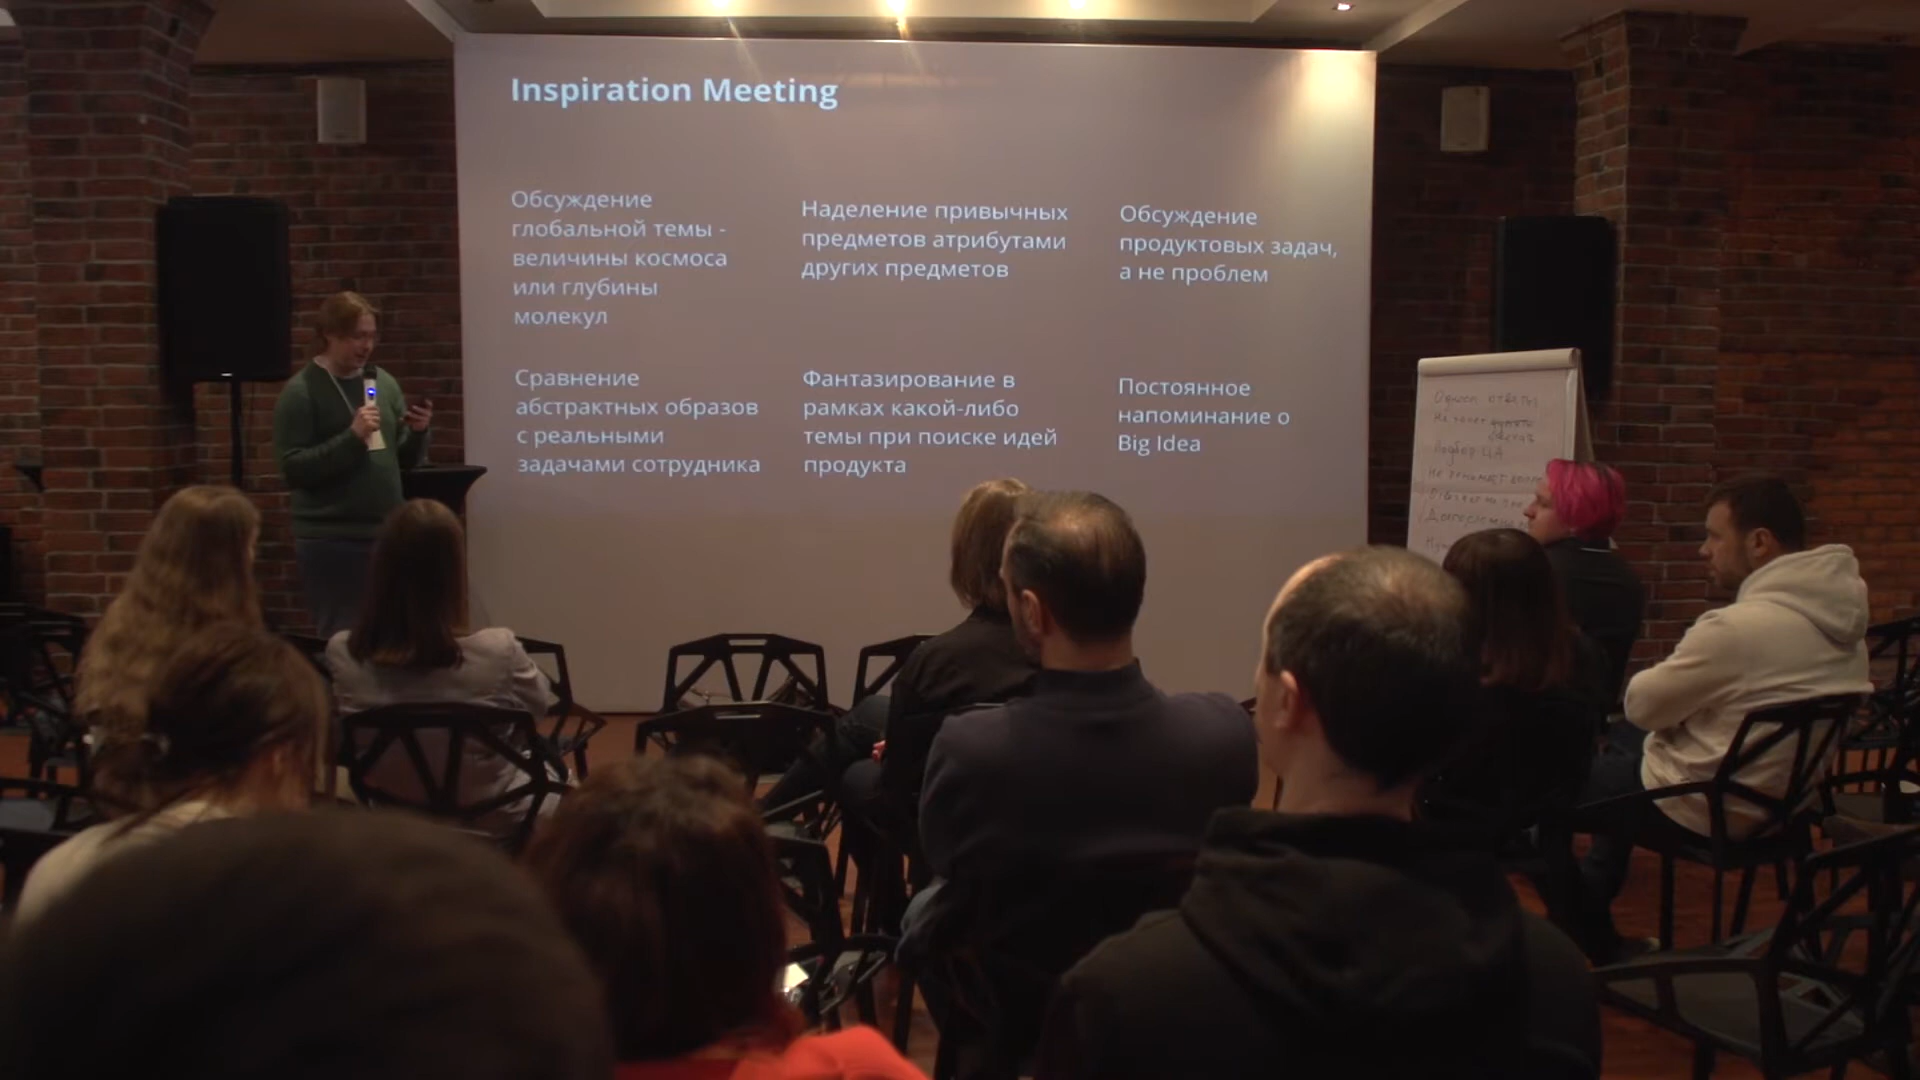 Inspiration Meeting
Обсуждение
глобальной темы -
величины космоса
или глубины
молекул
Наделение привычных
предметов атрибутами
других предметов
Обсуждение
продуктовых задач,
а не проблем
Сравнение
абстрактных образов
с реальными
задачами сотрудника
Фантазирование в
рамках какой-либо
темы при поиске идей
продукта
Постоянное
напоминание о
Big Idea
Подбор ЦА